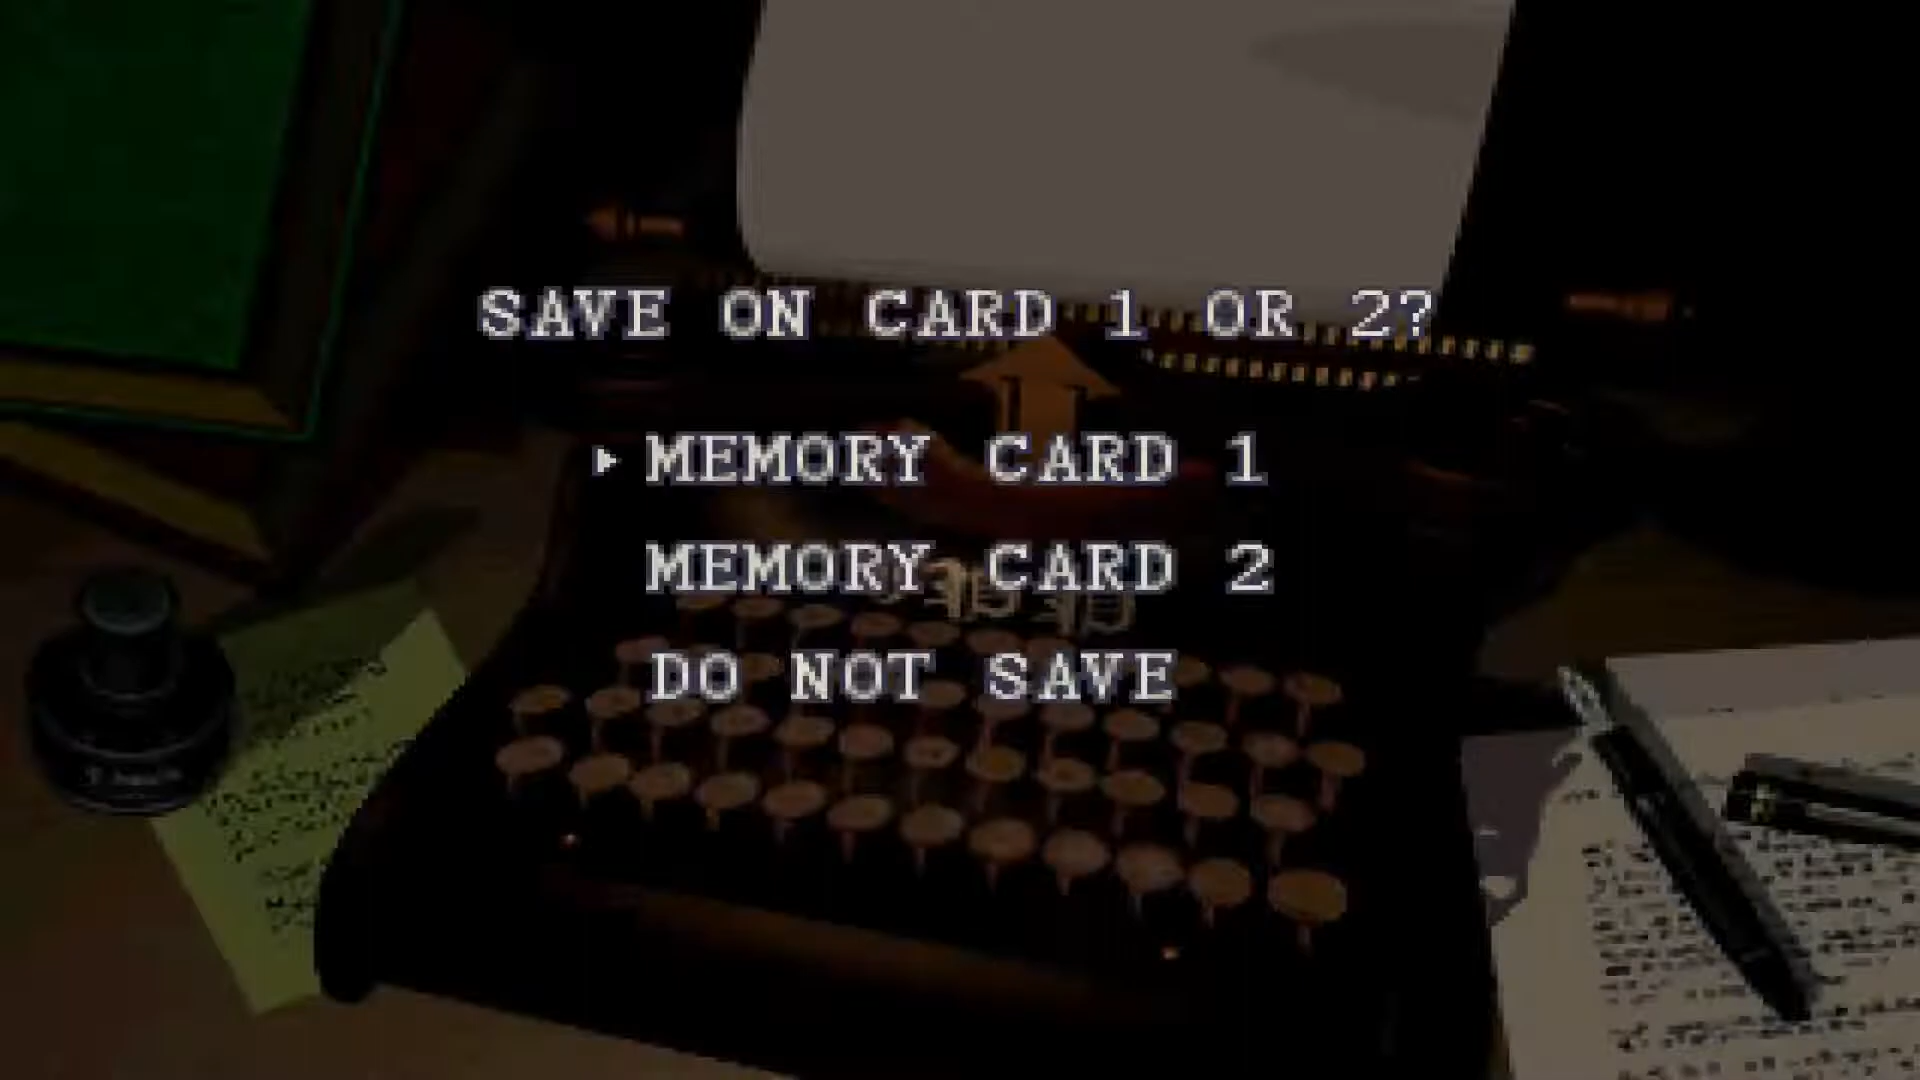 SAVE ON CARD 1 OR 2?
MEMORY CARD 1
MEMORY CARD 2
DO NOT SAVE